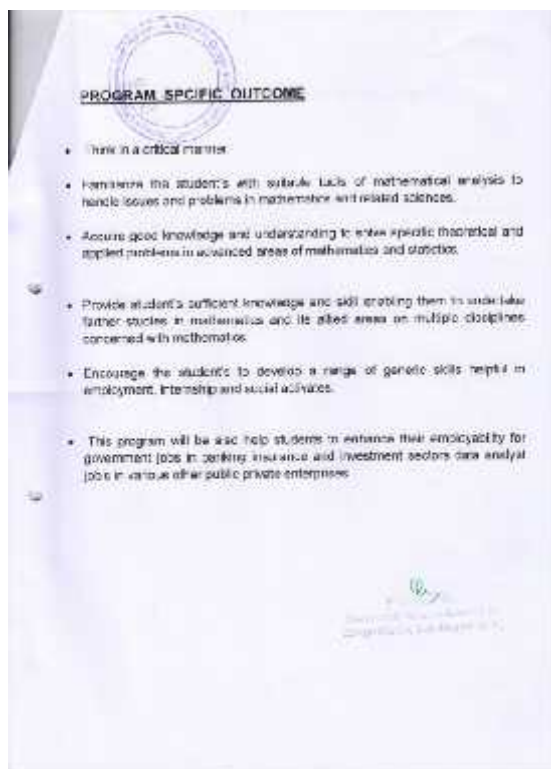 PROGRAM SPCIFIC OUTCOME
• Think in a critical manner
• Familiarize the student's with suitable tools of mathematical analysis to
handle issues and problems in mathematics and related sciences.
• Acquire good knowledge and understanding to solve specific theoretical and
applied problems in advanced areas of mathematics and statistics
• Provide student's sufficient knowledge and skill enabling them to undertake
farther studies in mathematics and its allied areas on multiple disciplines
concerned with mathematics
• Encourage the student's to develop a range of generic skills helpful in
employment, internship and social activates.
• This program will be also help students to enhance their employability for
government jobs in banking insurance and investment sectors data analyst
jobs in various other public private enterprises